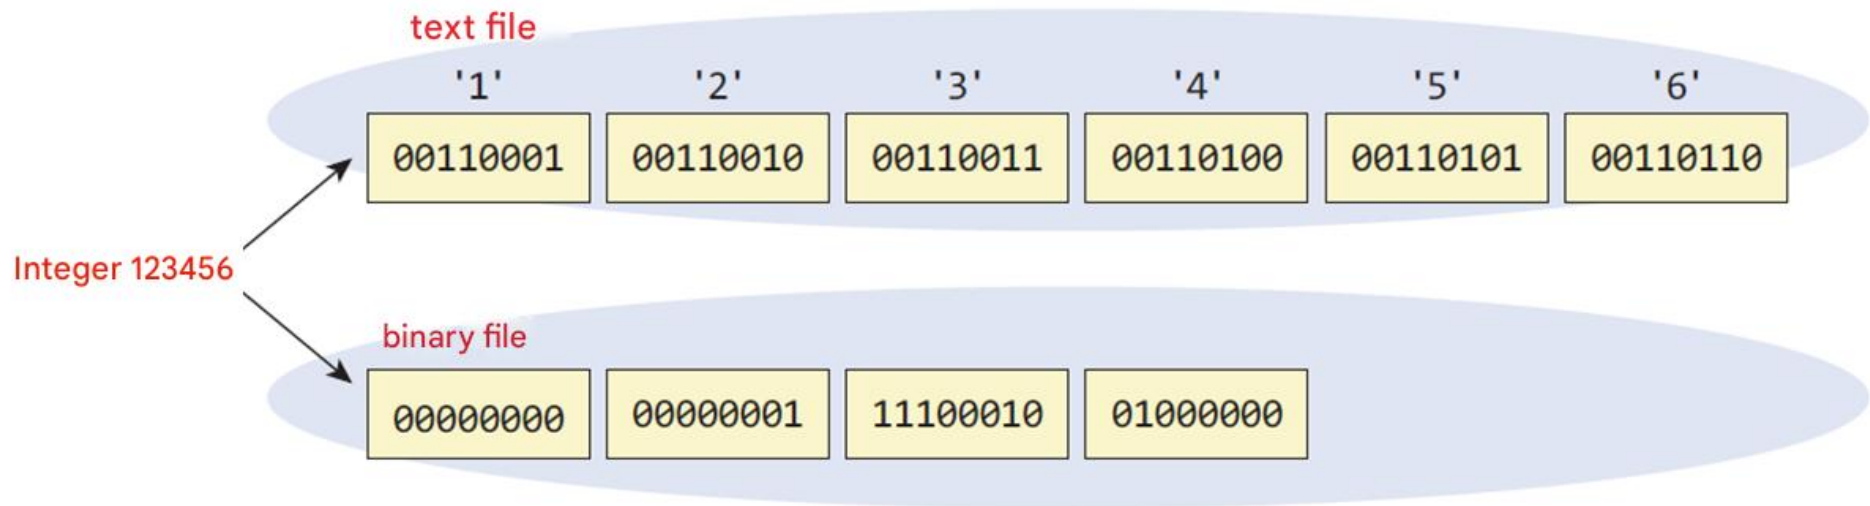 text file
'1' '2' '3' '4' '5' '6'
00110001 00110010 00110011 00110100 00110101 00110110
Integer 123456
binary file
00000000 00000001 11100010 01000000